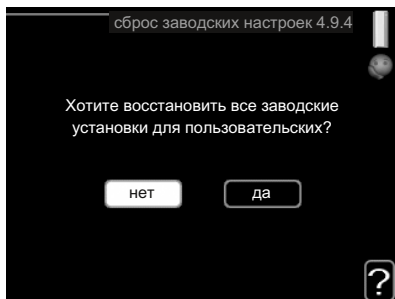 сброс заводских настроек 4.9.4
Хотите восстановить все заводские
установки для пользовательских?
нет да
?